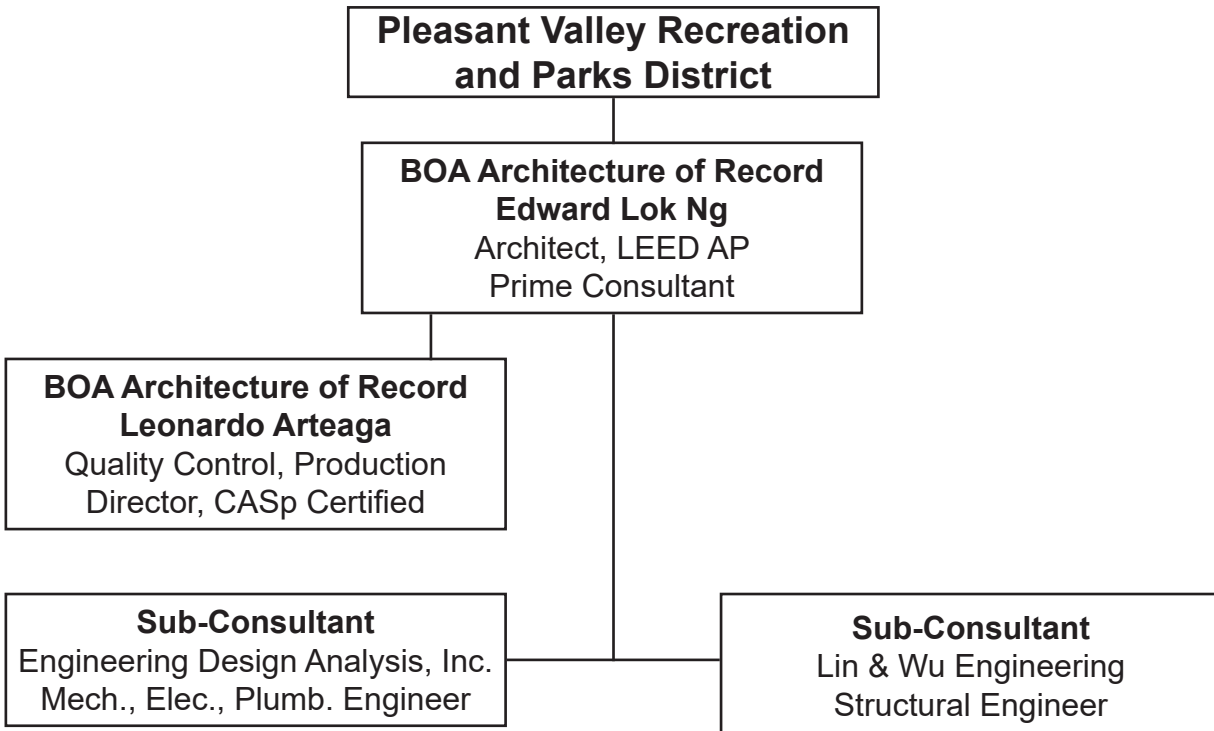 Pleasant Valley Recreation
and Parks District
BOA Architecture of Record
Edward Lok Ng
Architect, LEED AP
Prime Consultant
BOA Architecture of Record
Leonardo Arteaga
Quality Control, Production
Director, CASp Certified
Sub-Consultant
Engineering Design Analysis, Inc.
Mech., Elec., Plumb. Engineer
Sub-Consultant
Lin & Wu Engineering
Structural Engineer